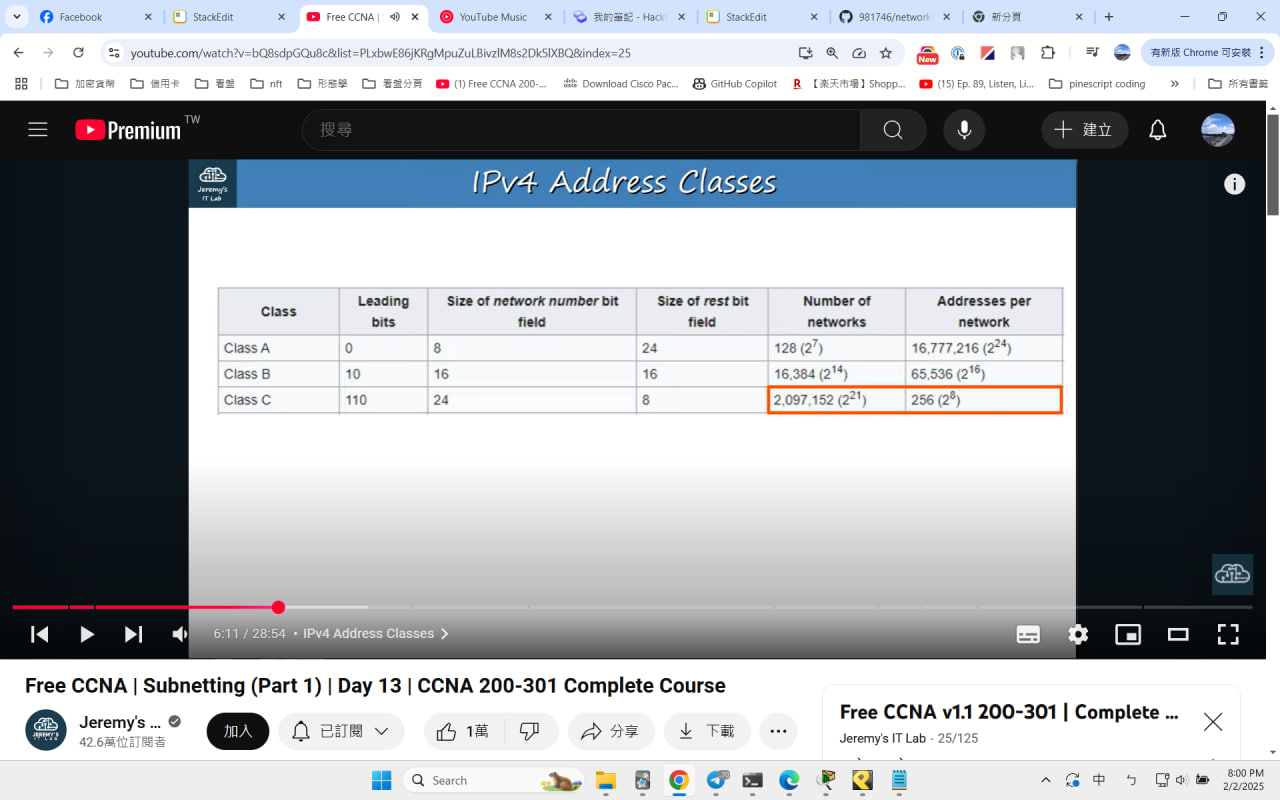 Facebook
StackEdit
Free CCNA |
YouTube Music
我的筆記 - Hack
StackEdit
981746/network
新分頁
youtube.com/watch?v=bQ8sdpGQu8c&list=PLxbwE86jKRgMpuZuLBivzlM8s2Dk5lXBQ&index=25
New
有新版 Chrome 可安裝
加密貨幣
信用卡
看盤
nft
形態學
看盤分頁
(1) Free CCNA 200-...
Download Cisco Pac...
GitHub Copilot
【楽天市場】Shopp...
(15) Ep. 89, Listen, Li...
pinescript coding
所有書籤
Premium TW
搜尋
建立
Jeremy's
IT Lab
IPv4 Address Classes
Class Leading bits Size of network number bit field Size of rest bit field Number of networks Addresses per network
Class A 0 8 24 128 (2^7) 16,777,216 (2^24)
Class B 10 16 16 16,384 (2^14) 65,536 (2^16)
Class C 110 24 8 2,097,152 (2^21) 256 (2^8)
6:11 / 28:54 • IPv4 Address Classes
Free CCNA | Subnetting (Part 1) | Day 13 | CCNA 200-301 Complete Course
JEREMY'S
IT LAB
Jeremy's ...
42.6萬位訂閱者
加入
已訂閱
1萬
分享
下載
Free CCNA v1.1 200-301 | Complete ...
Jeremy's IT Lab - 25/125
Search
70
中
8:00 PM
2/2/2025